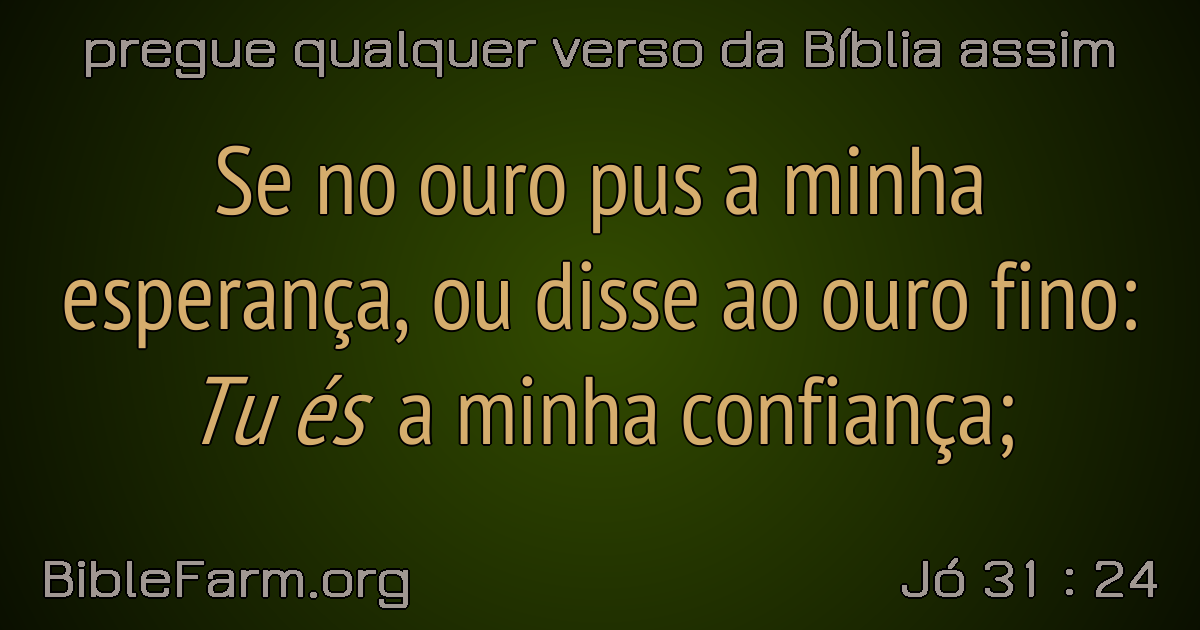 pregue qualquer verso da Bíblia assim
Se no ouro pus a minha
esperança, ou disse ao ouro fino:
Tu és a minha confiança;
BibleFarm.org
Jó 31 : 24